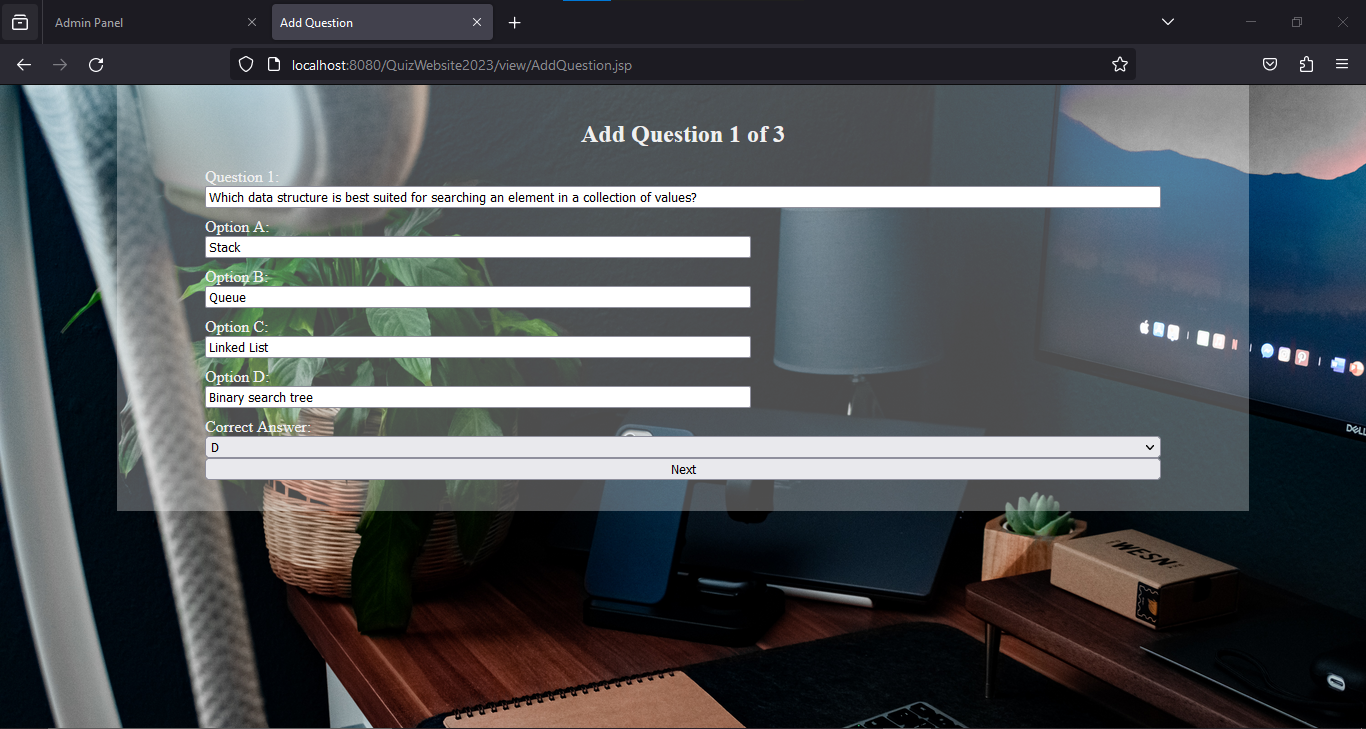 Admin Panel
Add Question
localhost:8080/QuizWebsite2023/view/AddQuestion.jsp
Add Question 1 of 3
Question 1:
Which data structure is best suited for searching an element in a collection of values?
Option A:
Stack
Option B:
Queue
Option C:
Linked List
Option D:
Binary search tree
Correct Answer:
D
Next
DELL
WESN